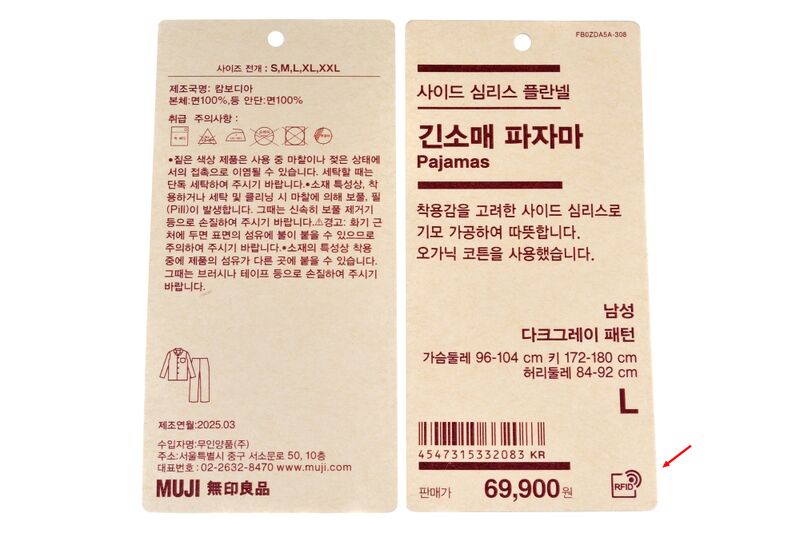 사이즈 전개 : S,M,L,XL,XXL
제조국명: 캄보디아
본체:면100%,등 안단:면100%
취급 주의사항 :
•짙은 색상 제품은 사용 중 마찰이나 젖은 상태에
서의 접촉으로 이염될 수 있습니다. 세탁할 때는
단독 세탁하여 주시기 바랍니다.•소재 특성상, 착
용하거나 세탁 및 클리닝 시 마찰에 의해 보풀, 필
(Pill)이 발생합니다. 그때는 신속히 보풀 제거기
등으로 손질하여 주시기 바랍니다.⚠경고: 화기 근
처에 두면 표면의 섬유에 불이 붙을 수 있으므로
주의하여 주시기 바랍니다.•소재의 특성상 착용
중에 제품의 섬유가 다른 곳에 붙을 수 있습니다.
그때는 브러시나 테이프 등으로 손질하여 주시기
바랍니다.
제조연월:2025.03
수입자명:무인양품(주)
주소:서울특별시 중구 서소문로 50, 10층
대표번호 : 02-2632-8470 www.muji.com
MUJI 無印良品
FB0ZDA5A-308
사이드 심리스 플란넬
긴소매 파자마
Pajamas
착용감을 고려한 사이드 심리스로
기모 가공하여 따뜻합니다.
오가닉 코튼을 사용했습니다.
남성
다크그레이 패턴
가슴둘레 96-104 cm 키 172-180 cm
허리둘레 84-92 cm
L
4547315332083 KR
판매가 69,900원
RFID